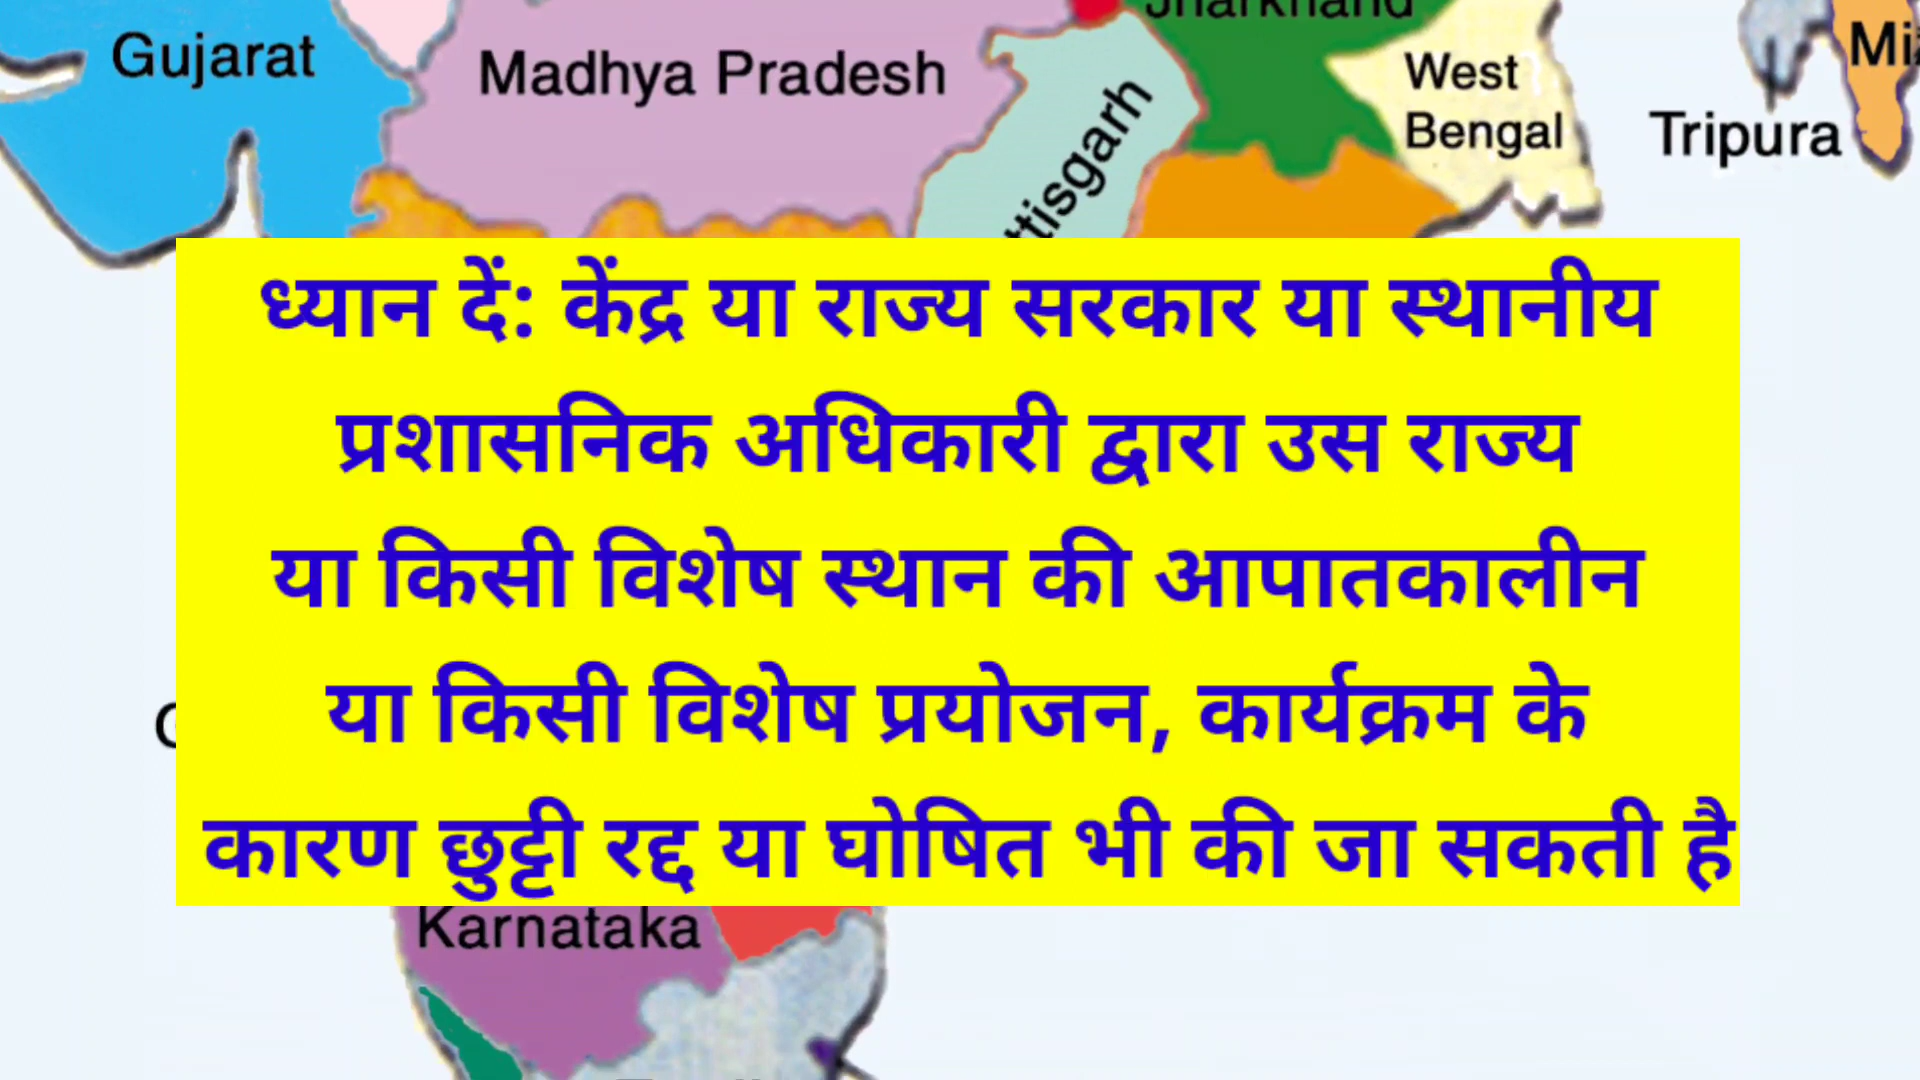 Jharkhand
Gujarat
Madhya Pradesh
West
Bengal
Tripura
ध्यान दें: केंद्र या राज्य सरकार या स्थानीय
प्रशासनिक अधिकारी द्वारा उस राज्य
या किसी विशेष स्थान की आपातकालीन
या किसी विशेष प्रयोजन, कार्यक्रम के
कारण छुट्टी रद्द या घोषित भी की जा सकती है
Karnataka